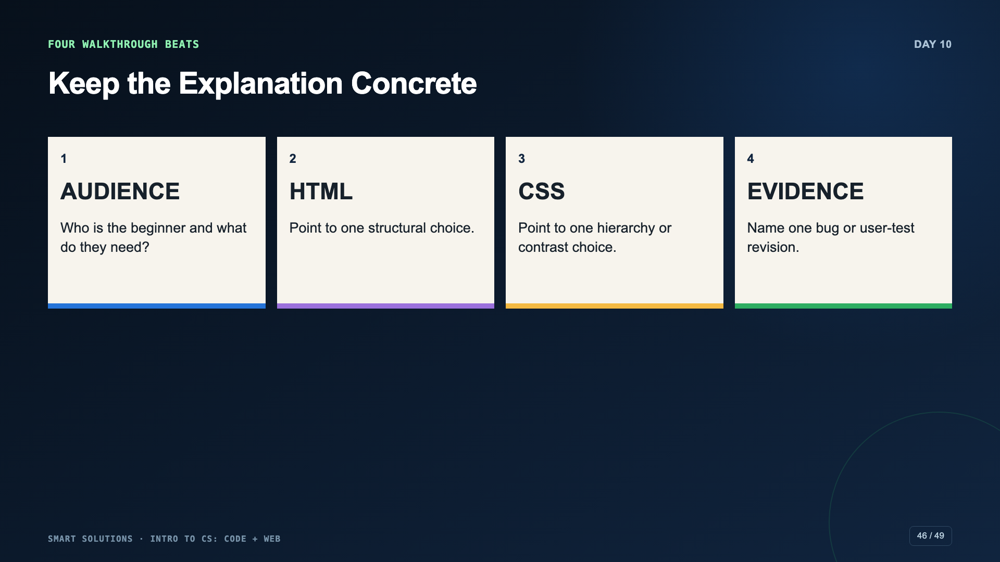 FOUR WALKTHROUGH BEATS
DAY 10
Keep the Explanation Concrete
1
AUDIENCE
Who is the beginner and what
do they need?
2
HTML
Point to one structural choice.
3
CSS
Point to one hierarchy or
contrast choice.
4
EVIDENCE
Name one bug or user-test
revision.
SMART SOLUTIONS · INTRO TO CS: CODE + WEB
46 / 49